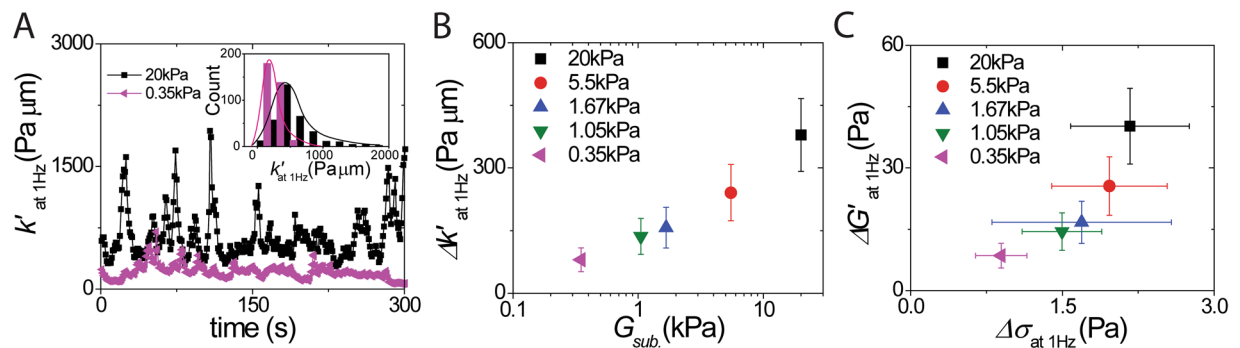 A
3000
1500
0
k′ at 1Hz (Pa μm)
20kPa
0.35kPa
200
100
0
Count
0 1000 2000
k′ at 1Hz (Pa μm)
0 150 300
time (s)
B
600
300
0
Δk′ at 1Hz (Pa μm)
20kPa
5.5kPa
1.67kPa
1.05kPa
0.35kPa
0.1 1 10
Gsub. (kPa)
C
60
30
0
ΔG′ at 1Hz (Pa)
20kPa
5.5kPa
1.67kPa
1.05kPa
0.35kPa
0.0 1.5 3.0
Δσ at 1Hz (Pa)